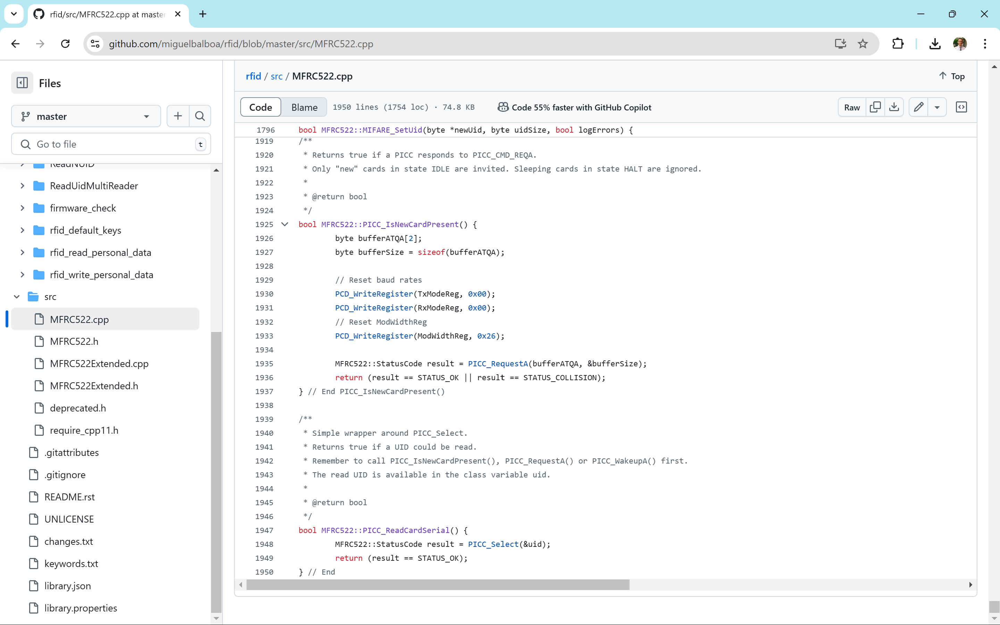 rfid/src/MFRC522.cpp at master
github.com/miguelbalboa/rfid/blob/master/src/MFRC522.cpp
Files
master
Go to file
t
ReadNUID
ReadUidMultiReader
firmware_check
rfid_default_keys
rfid_read_personal_data
rfid_write_personal_data
src
MFRC522.cpp
MFRC522.h
MFRC522Extended.cpp
MFRC522Extended.h
deprecated.h
require_cpp11.h
.gitattributes
.gitignore
README.rst
UNLICENSE
changes.txt
keywords.txt
library.json
library.properties
rfid / src / MFRC522.cpp
Top
Code Blame 1950 lines (1754 loc) · 74.8 KB Code 55% faster with GitHub Copilot Raw
1796 bool MFRC522::MIFARE_SetUid(byte *newUid, byte uidSize, bool logErrors) {
1919 /**
1920  * Returns true if a PICC responds to PICC_CMD_REQA.
1921  * Only "new" cards in state IDLE are invited. Sleeping cards in state HALT are ignored.
1922  *
1923  * @return bool
1924  */
1925 bool MFRC522::PICC_IsNewCardPresent() {
1926 byte bufferATQA[2];
1927 byte bufferSize = sizeof(bufferATQA);
1928
1929 // Reset baud rates
1930 PCD_WriteRegister(TxModeReg, 0x00);
1931 PCD_WriteRegister(RxModeReg, 0x00);
1932 // Reset ModWidthReg
1933 PCD_WriteRegister(ModWidthReg, 0x26);
1934
1935 MFRC522::StatusCode result = PICC_RequestA(bufferATQA, &bufferSize);
1936 return (result == STATUS_OK || result == STATUS_COLLISION);
1937 } // End PICC_IsNewCardPresent()
1938
1939 /**
1940  * Simple wrapper around PICC_Select.
1941  * Returns true if a UID could be read.
1942  * Remember to call PICC_IsNewCardPresent(), PICC_RequestA() or PICC_WakeupA() first.
1943  * The read UID is available in the class variable uid.
1944  *
1945  * @return bool
1946  */
1947 bool MFRC522::PICC_ReadCardSerial() {
1948 MFRC522::StatusCode result = PICC_Select(&uid);
1949 return (result == STATUS_OK);
1950 } // End